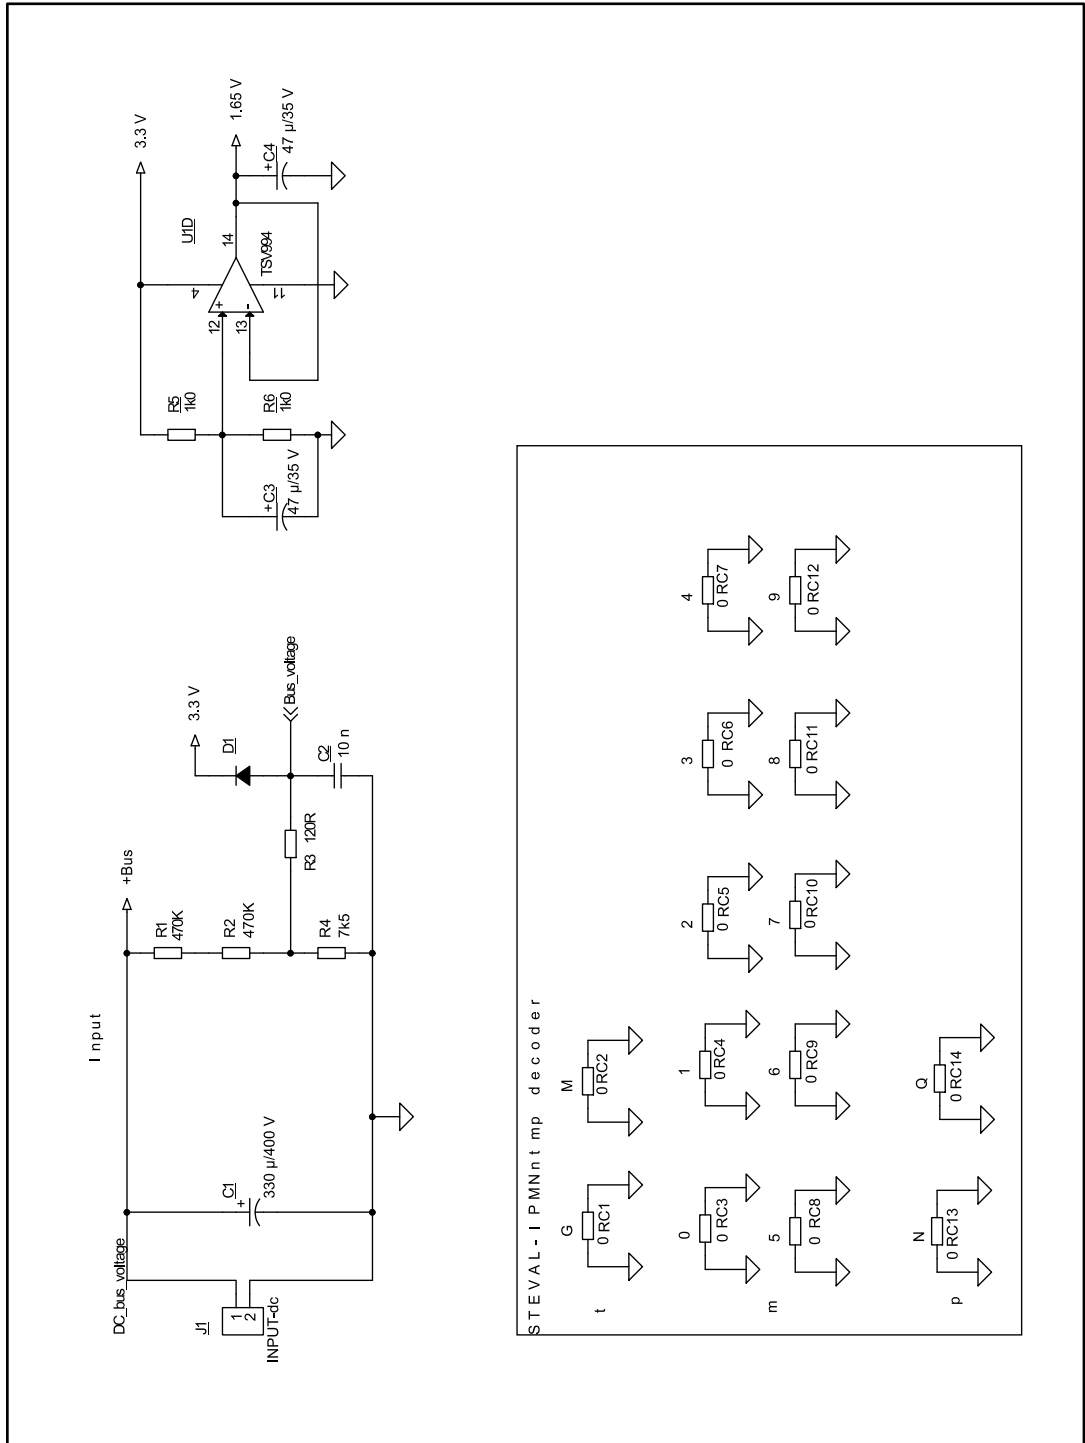 Input
DC_bus_voltage
J1
1
2
INPUT-dc
C1
+
330 µ/400 V
+Bus
R1
470K
R2
470K
R4
7k5
R3 120R
3.3 V
D1
Bus_voltage
C2
10 n
3.3 V
R5
1k0
R6
1k0
+C3
47 µ/35 V
U1D
4
12
+
13
-
14
11
TSV994
1.65 V
+C4
47 µ/35 V
STEVAL-IPMNntmp decoder
t
G
0 RC1
M
0 RC2
m
0
0 RC3
1
0 RC4
2
0 RC5
3
0 RC6
4
0 RC7
5
0 RC8
6
0 RC9
7
0 RC10
8
0 RC11
9
0 RC12
p
N
0 RC13
Q
0 RC14